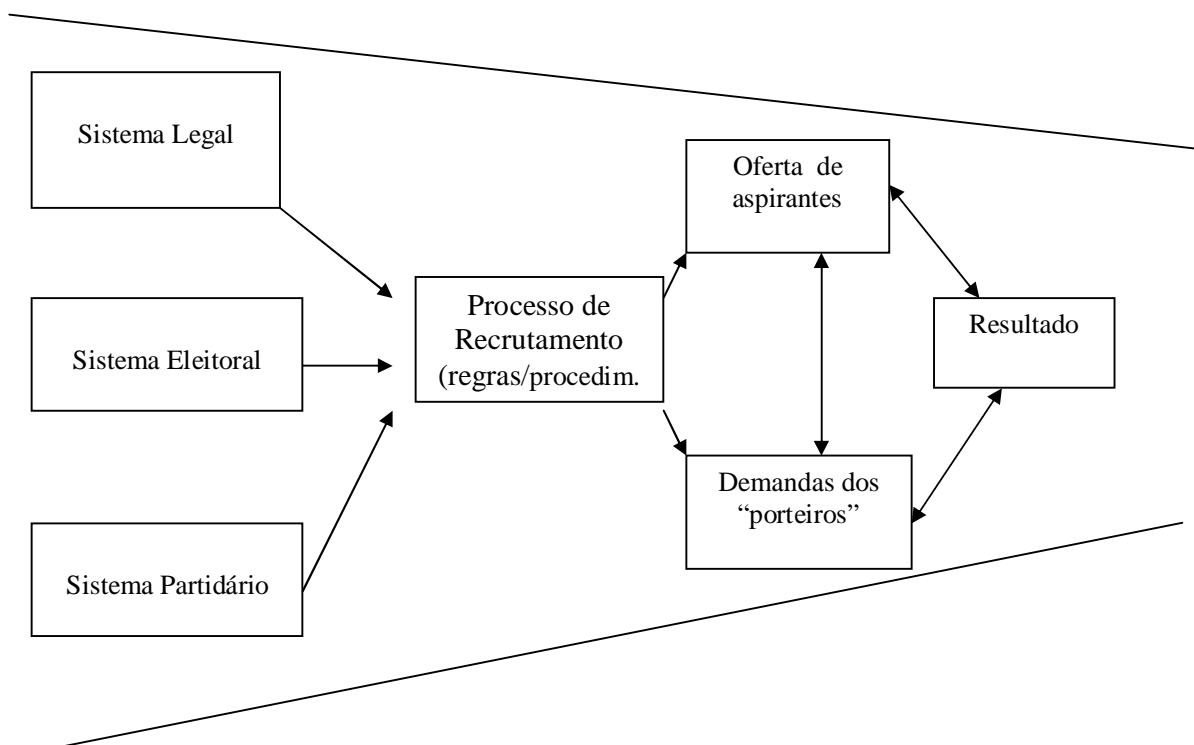 Sistema Legal
Sistema Eleitoral
Sistema Partidário
Processo de
Recrutamento
(regras/procedim.
Oferta de
aspirantes
Demandas dos
“porteiros”
Resultado